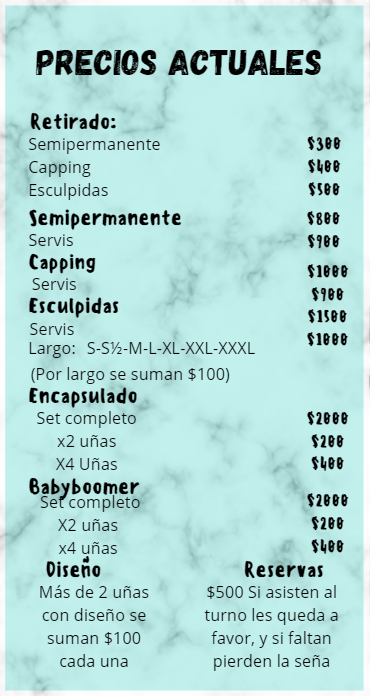 PRECIOS ACTUALES
Retirado:
Semipermanente $300
Capping $400
Esculpidas $500
Semipermanente $800
Servis $900
Capping $1000
Servis $900
Esculpidas $1500
Servis $1000
Largo: S-S½-M-L-XL-XXL-XXXL
(Por largo se suman $100)
Encapsulado
Set completo $2000
x2 uñas $200
X4 Uñas $400
Babyboomer
Set completo $2000
X2 uñas $200
x4 uñas $400
Diseño
Más de 2 uñas
con diseño se
suman $100
cada una
Reservas
$500 Si asisten al
turno les queda a
favor, y si faltan
pierden la seña